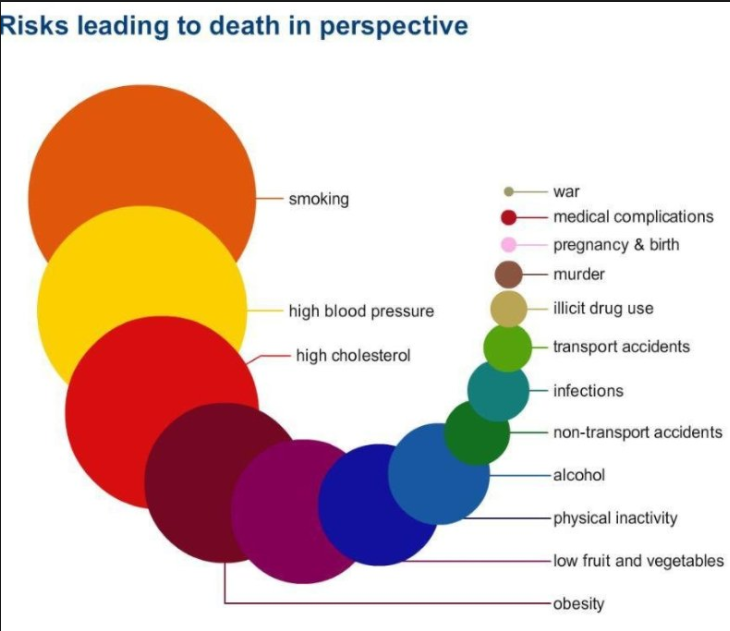 Risks leading to death in perspective
smoking
high blood pressure
high cholesterol
war
medical complications
pregnancy & birth
murder
illicit drug use
transport accidents
infections
non-transport accidents
alcohol
physical inactivity
low fruit and vegetables
obesity